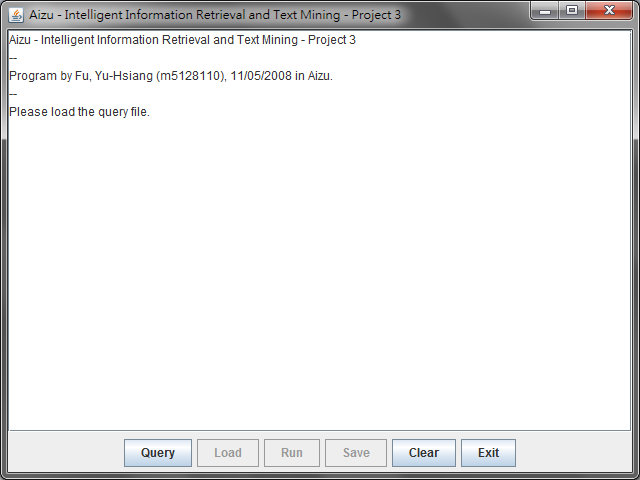 Aizu - Intelligent Information Retrieval and Text Mining - Project 3
Aizu - Intelligent Information Retrieval and Text Mining - Project 3
--
Program by Fu, Yu-Hsiang (m5128110), 11/05/2008 in Aizu.
--
Please load the query file.
Query Load Run Save Clear Exit